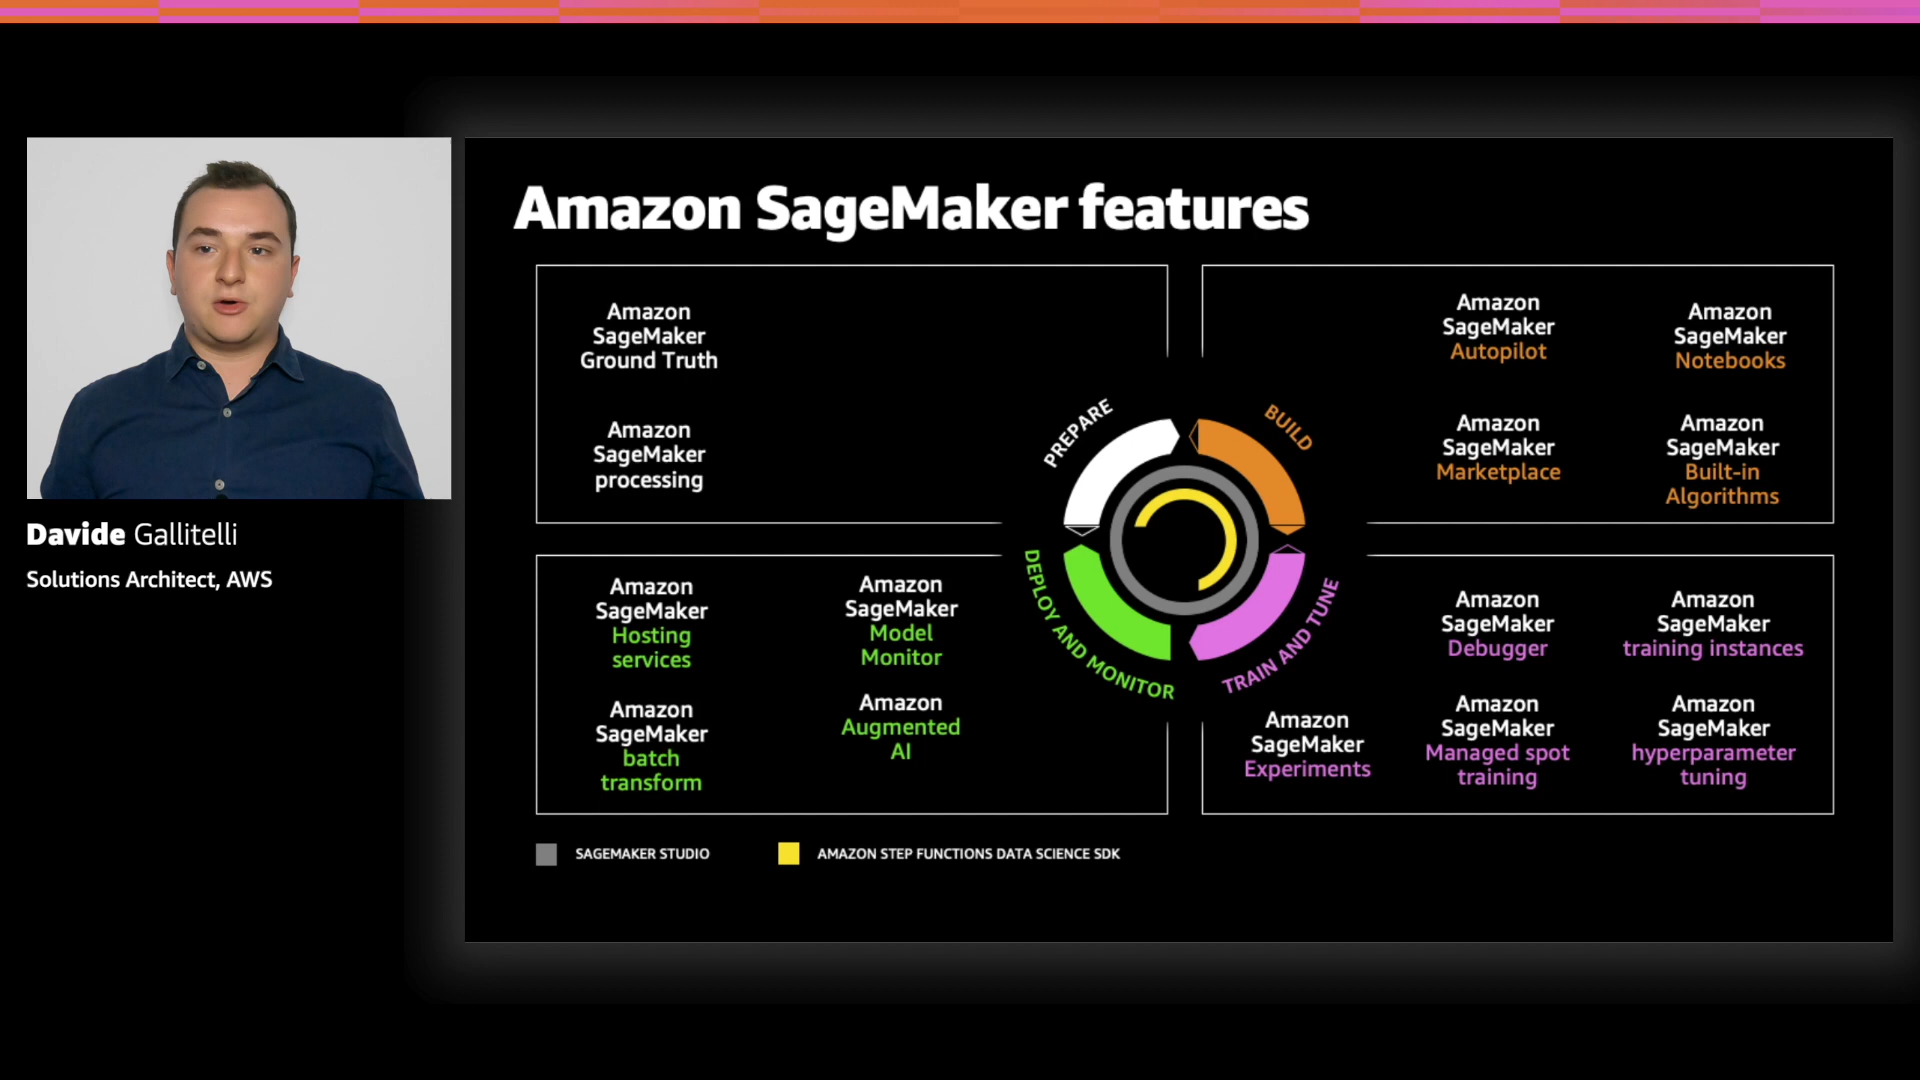 Amazon SageMaker features
Amazon
SageMaker
Ground Truth
Amazon
SageMaker
processing
Amazon
SageMaker
Autopilot
Amazon
SageMaker
Notebooks
Amazon
SageMaker
Marketplace
Amazon
SageMaker
Built-in
Algorithms
PREPARE
BUILD
DEPLOY AND MONITOR
TRAIN AND TUNE
Amazon
SageMaker
Hosting
services
Amazon
SageMaker
Model
Monitor
Amazon
SageMaker
batch
transform
Amazon
Augmented
AI
Amazon
SageMaker
Debugger
Amazon
SageMaker
training instances
Amazon
SageMaker
Experiments
Amazon
SageMaker
Managed spot
training
Amazon
SageMaker
hyperparameter
tuning
SAGEMAKER STUDIO
AMAZON STEP FUNCTIONS DATA SCIENCE SDK
Davide Gallitelli
Solutions Architect, AWS